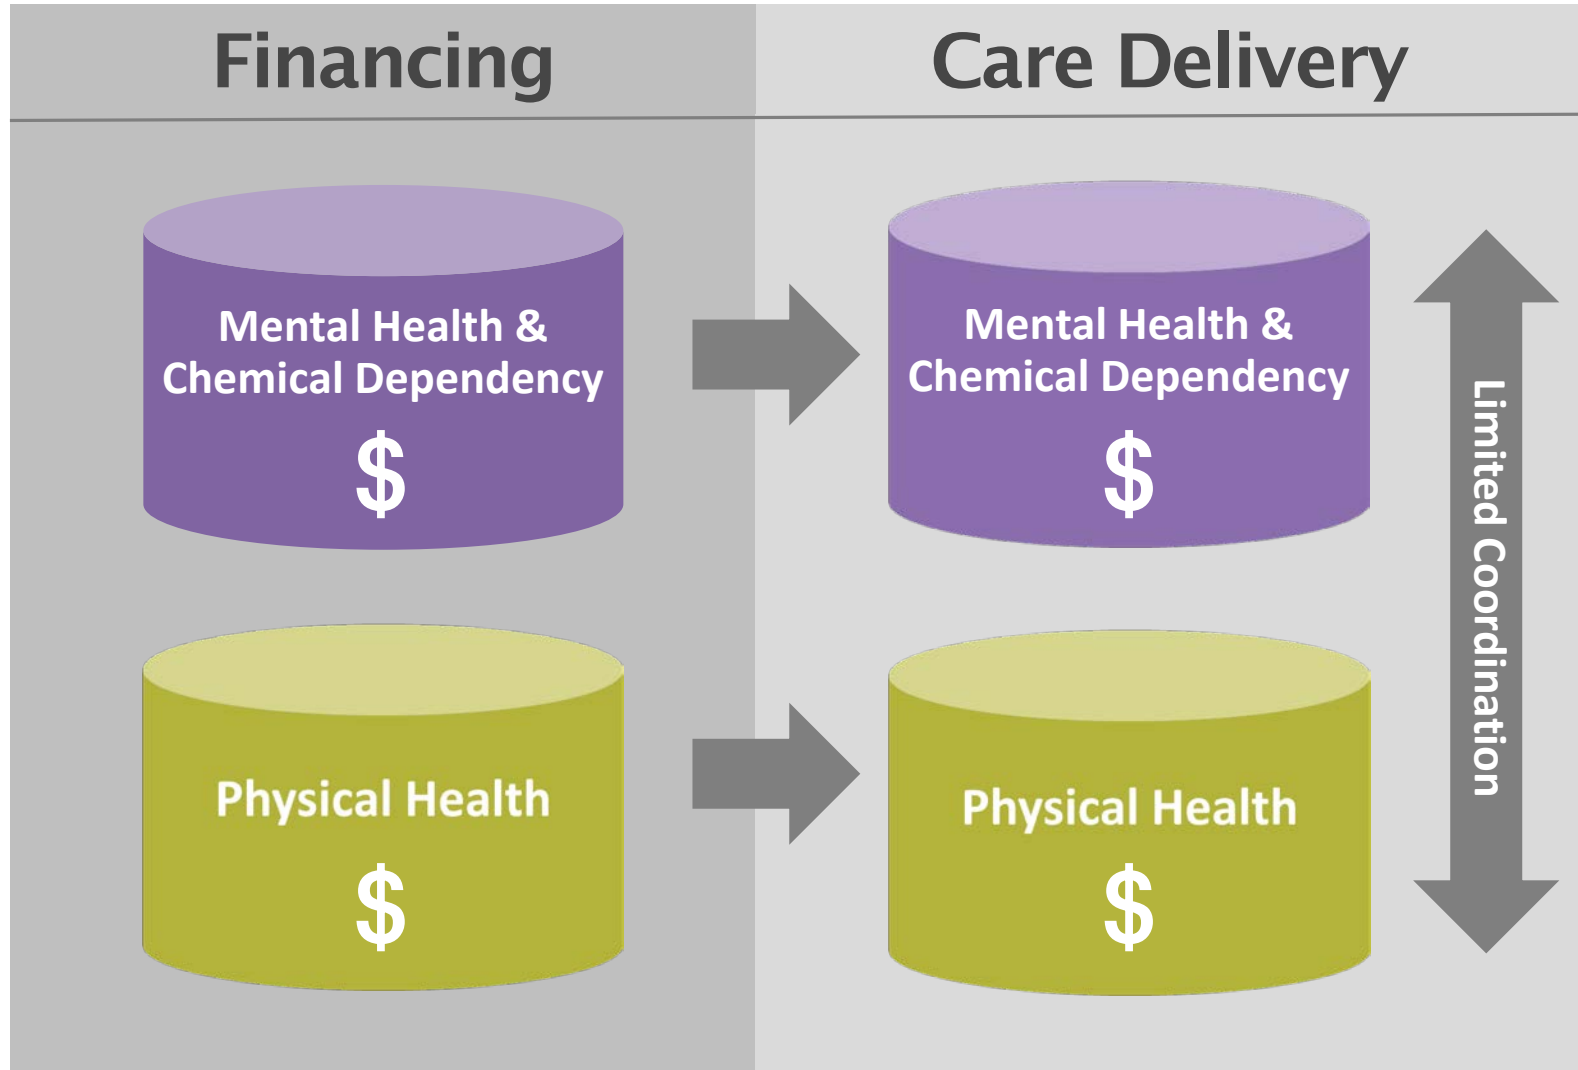 Financing
Care Delivery
Mental Health &
Chemical Dependency
$
Mental Health &
Chemical Dependency
$
Physical Health
$
Physical Health
$
Limited Coordination